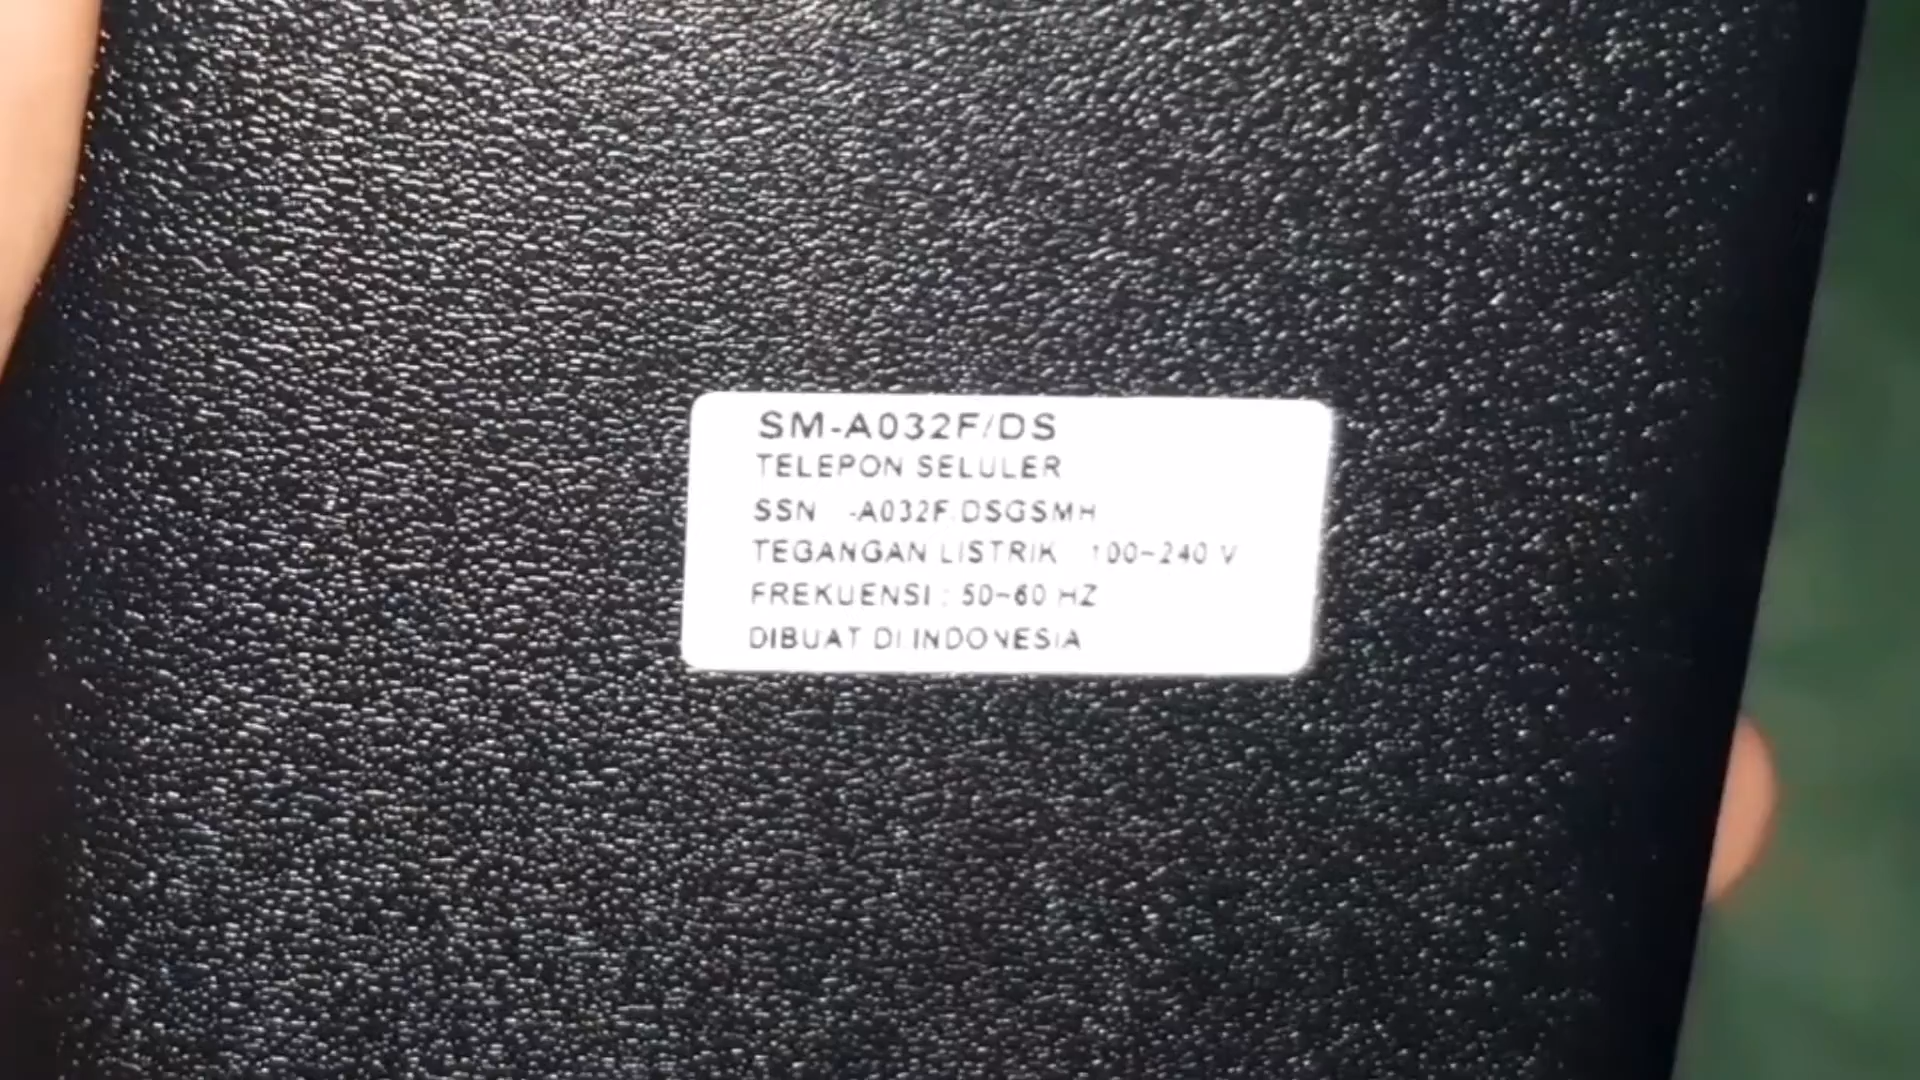 SM-A032F/DS
TELEPON SELULER
SSN -A032F/DSGSMH
TEGANGAN LISTRIK 100~240 V
FREKUENSI : 50~60 HZ
DIBUAT DI INDONESIA